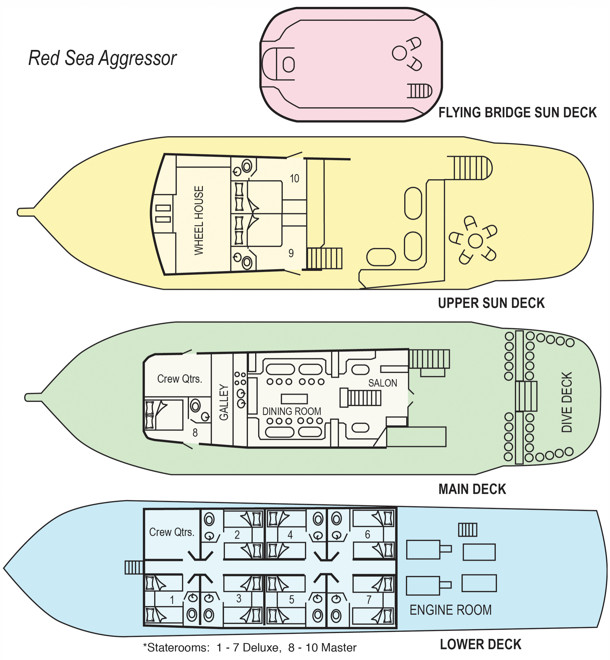 Red Sea Aggressor
FLYING BRIDGE SUN DECK
WHEEL HOUSE
10
9
UPPER SUN DECK
Crew Qtrs.
8
GALLEY
DINING ROOM
SALON
DIVE DECK
MAIN DECK
Crew Qtrs.
2
4
6
1
3
5
7
ENGINE ROOM
*Staterooms: 1 - 7 Deluxe, 8 - 10 Master
LOWER DECK